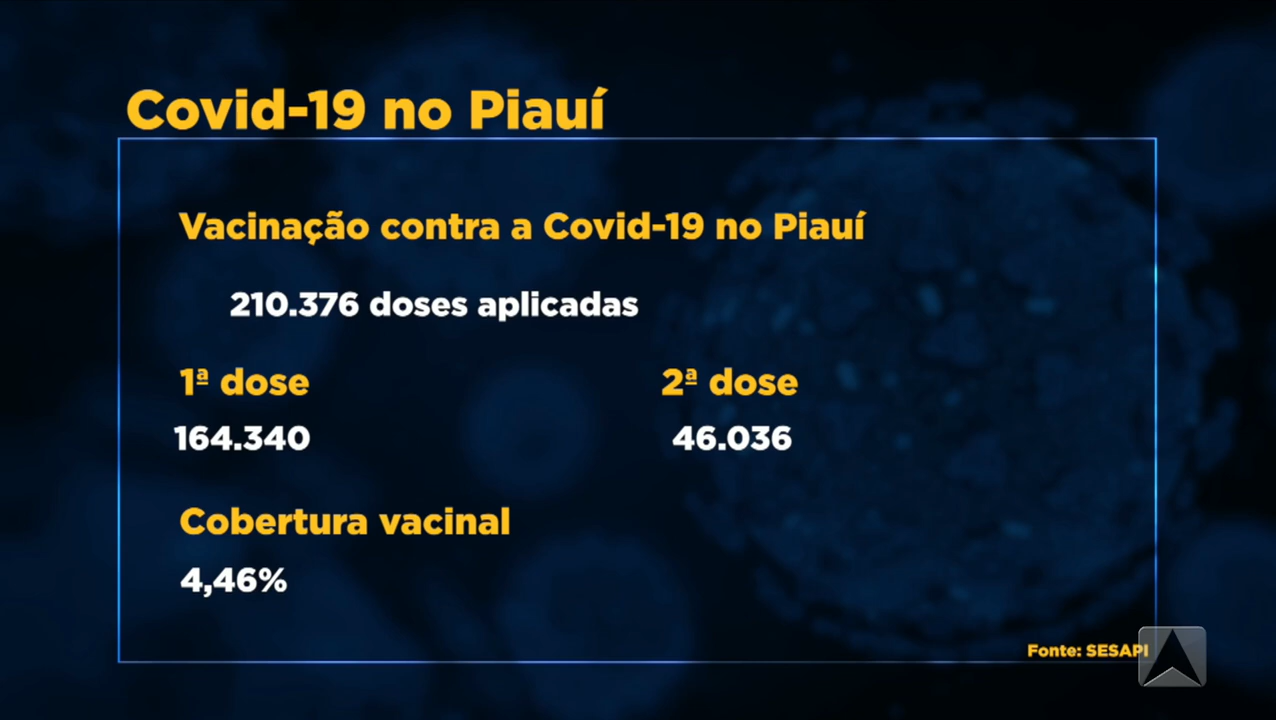 Covid-19 no Piauí
Vacinação contra a Covid-19 no Piauí
210.376 doses aplicadas
1ª dose
2ª dose
164.340
46.036
Cobertura vacinal
4,46%
Fonte: SESAPI